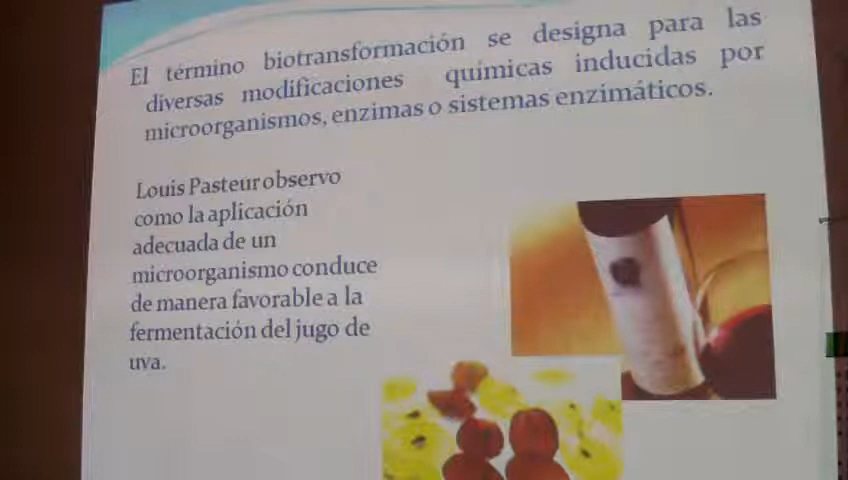 El término biotransformación se designa para las
diversas modificaciones químicas inducidas por
microorganismos, enzimas o sistemas enzimáticos.
Louis Pasteur observo
como la aplicación
adecuada de un
microorganismo conduce
de manera favorable a la
fermentación del jugo de
uva.